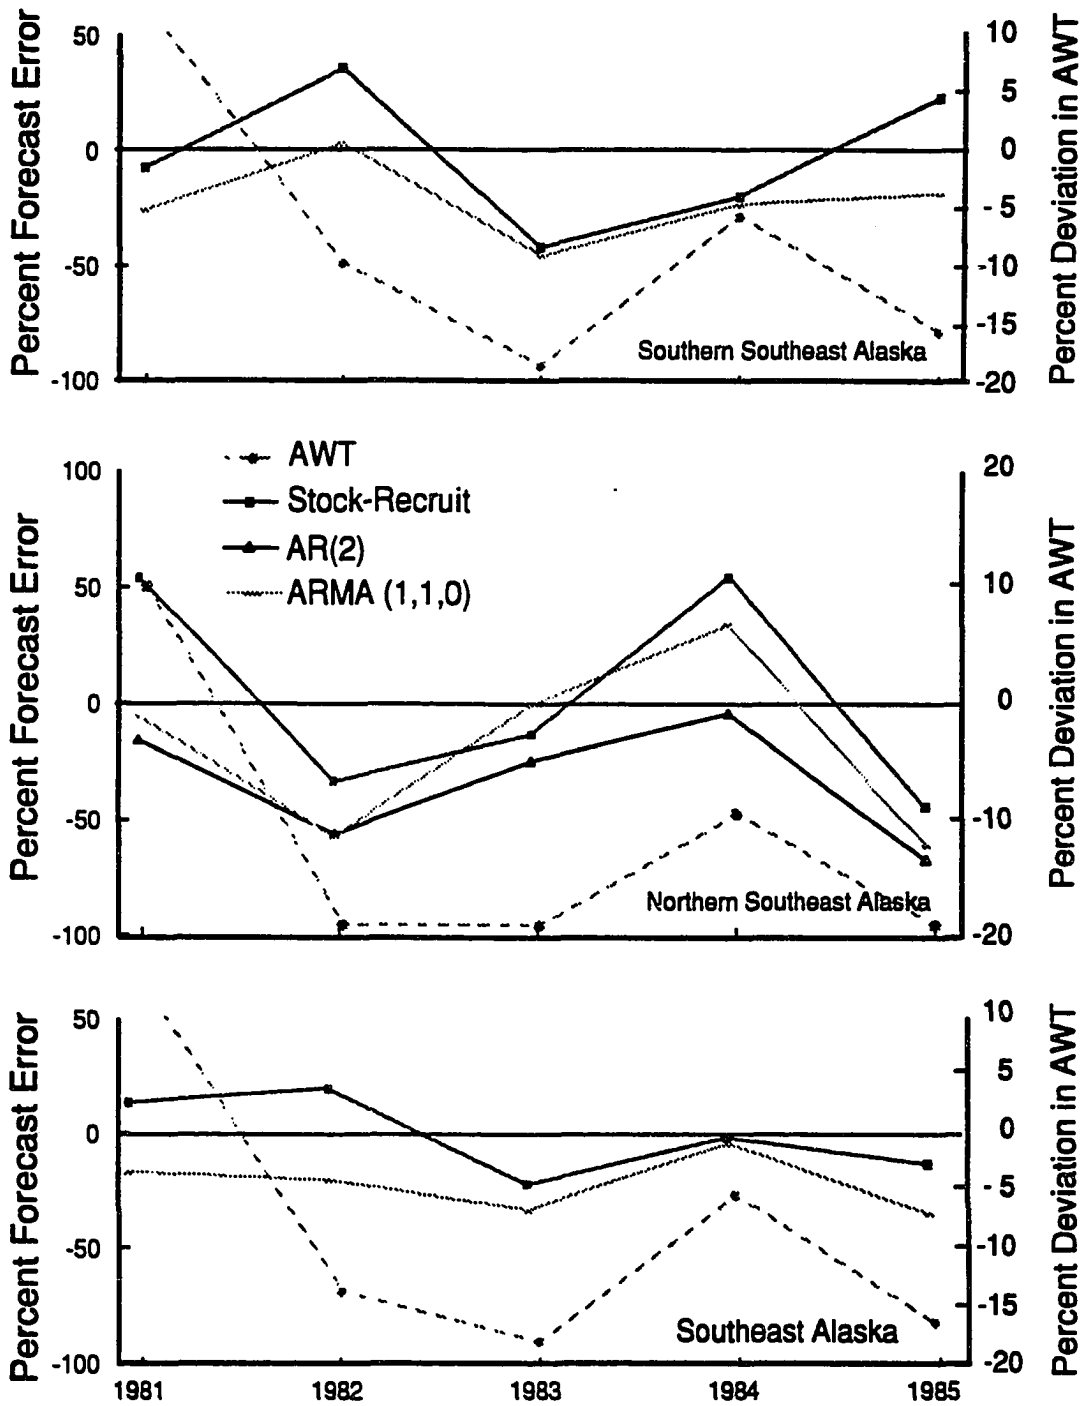 Percent Forecast Error
50
0
-50
-100
10
5
0
- 5
-10
-15
-20
Percent Deviation in AWT
Southern Southeast Alaska
Percent Forecast Error
100
50
0
-50
-100
AWT
Stock-Recruit
AR(2)
ARMA (1,1,0)
20
10
0
-10
-20
Percent Deviation in AWT
Northern Southeast Alaska
Percent Forecast Error
50
0
-50
-100
10
5
0
- 5
-10
-15
-20
Percent Deviation in AWT
Southeast Alaska
1981 1982 1983 1984 1985